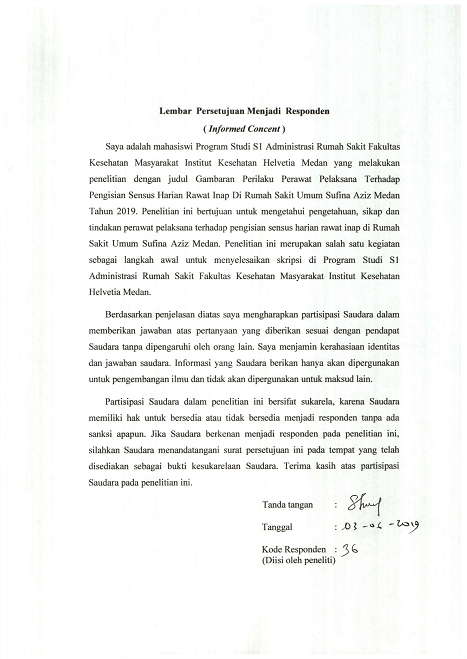 Lembar Persetujuan Menjadi Responden
( Informed Concent )
Saya adalah mahasiswi Program Studi S1 Administrasi Rumah Sakit Fakultas
Kesehatan Masyarakat Institut Kesehatan Helvetia Medan yang melakukan
penelitian dengan judul Gambaran Perilaku Perawat Pelaksana Terhadap
Pengisian Sensus Harian Rawat Inap Di Rumah Sakit Umum Sufina Aziz Medan
Tahun 2019. Penelitian ini bertujuan untuk mengetahui pengetahuan, sikap dan
tindakan perawat pelaksana terhadap pengisian sensus harian rawat inap di Rumah
Sakit Umum Sufina Aziz Medan. Penelitian ini merupakan salah satu kegiatan
sebagai langkah awal untuk menyelesaikan skripsi di Program Studi S1
Administrasi Rumah Sakit Fakultas Kesehatan Masyarakat Institut Kesehatan
Helvetia Medan.
Berdasarkan penjelasan diatas saya mengharapkan partisipasi Saudara dalam
memberikan jawaban atas pertanyaan yang diberikan sesuai dengan pendapat
Saudara tanpa dipengaruhi oleh orang lain. Saya menjamin kerahasiaan identitas
dan jawaban saudara. Informasi yang Saudara berikan hanya akan dipergunakan
untuk pengembangan ilmu dan tidak akan dipergunakan untuk maksud lain.
Partisipasi Saudara dalam penelitian ini bersifat sukarela, karena Saudara
memiliki hak untuk bersedia atau tidak bersedia menjadi responden tanpa ada
sanksi apapun. Jika Saudara berkenan menjadi responden pada penelitian ini,
silahkan Saudara menandatangani surat persetujuan ini pada tempat yang telah
disediakan sebagai bukti kesukarelaan Saudara. Terima kasih atas partisipasi
Saudara pada penelitian ini.
Tanda tangan :
Tanggal : 03-06-2019
Kode Responden : 36
(Diisi oleh peneliti)